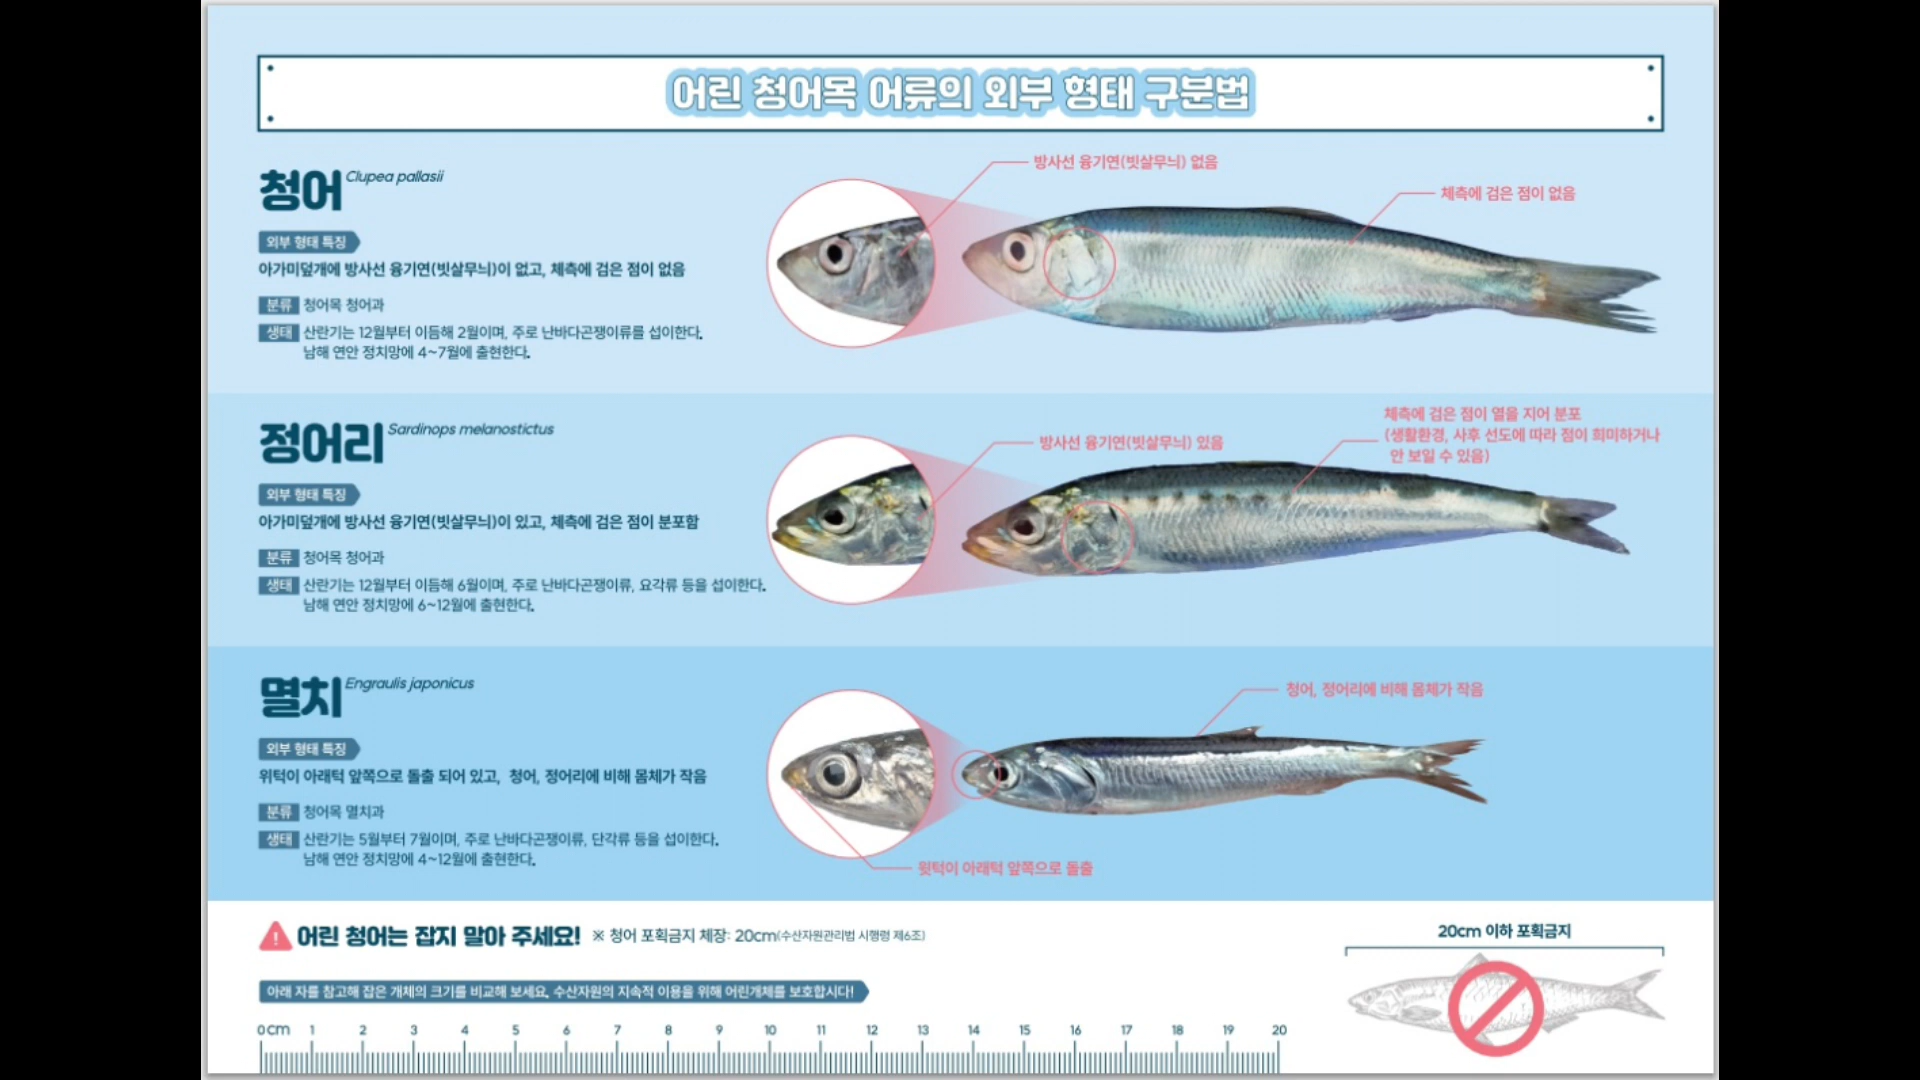 어린 청어목 어류의 외부 형태 구분법
청어 Clupea pallasii
외부 형태 특징
아가미덮개에 방사선 융기연(빗살무늬)이 없고, 체측에 검은 점이 없음
분류 청어목 청어과
생태 산란기는 12월부터 이듬해 2월이며, 주로 난바다곤쟁이류를 섭이한다.
남해 연안 정치망에 4~7월에 출현한다.
방사선 융기연(빗살무늬) 없음
체측에 검은 점이 없음
정어리 Sardinops melanostictus
외부 형태 특징
아가미덮개에 방사선 융기연(빗살무늬)이 있고, 체측에 검은 점이 분포함
분류 청어목 청어과
생태 산란기는 12월부터 이듬해 6월이며, 주로 난바다곤쟁이류, 요각류 등을 섭이한다.
남해 연안 정치망에 6~12월에 출현한다.
방사선 융기연(빗살무늬) 있음
체측에 검은 점이 열을 지어 분포
(생활환경, 사후 선도에 따라 점이 희미하거나
안 보일 수 있음)
멸치 Engraulis japonicus
외부 형태 특징
위턱이 아래턱 앞쪽으로 돌출 되어 있고, 청어, 정어리에 비해 몸체가 작음
분류 청어목 멸치과
생태 산란기는 5월부터 7월이며, 주로 난바다곤쟁이류, 단각류 등을 섭이한다.
남해 연안 정치망에 4~12월에 출현한다.
청어, 정어리에 비해 몸체가 작음
윗턱이 아래턱 앞쪽으로 돌출
어린 청어는 잡지 말아 주세요! ※ 청어 포획금지 체장: 20cm(수산자원관리법 시행령 제6조)
아래 자를 참고해 잡은 개체의 크기를 비교해 보세요. 수산자원의 지속적 이용을 위해 어린개체를 보호합시다!
0cm 1 2 3 4 5 6 7 8 9 10 11 12 13 14 15 16 17 18 19 20
20cm 이하 포획금지